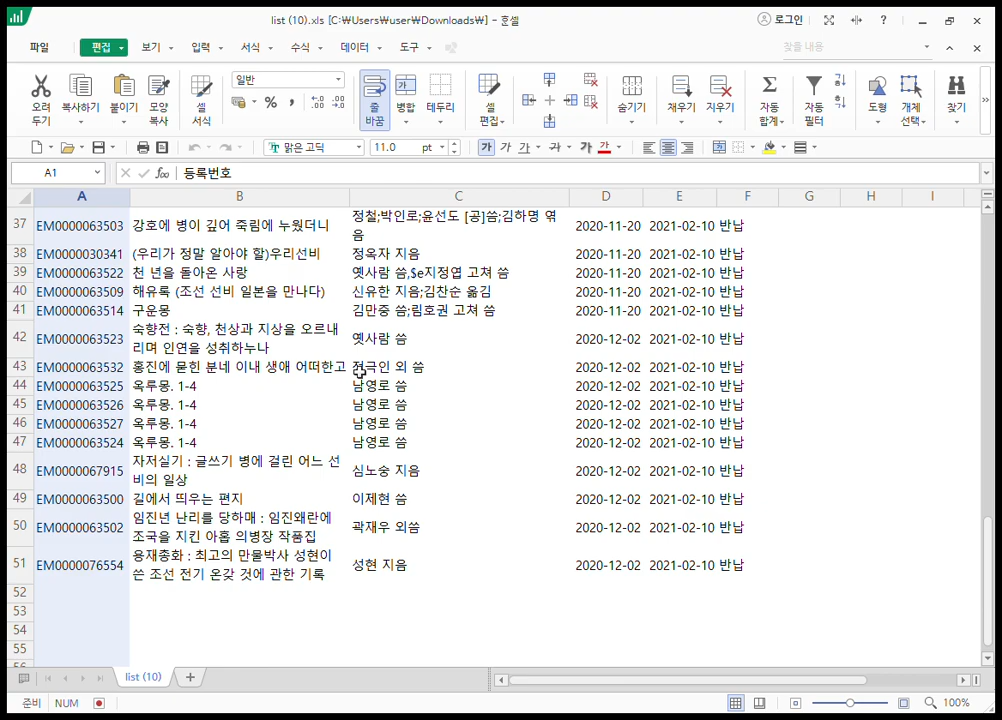 list (10).xls [C:₩Users₩user₩Downloads₩] - 훈셀
로그인
파일 편집 보기 입력 서식 수식 데이터 도구 찾을 내용
오려 두기 복사하기 붙이기 모양 복사 셀 서식 일반 줄 바꿈 병합 테두리 셀 편집 숨기기 채우기 지우기 자동 합계 자동 필터 도형 개체 선택 찾기
맑은 고딕 11.0 pt 가 가 가 가 가 가
A1 등록번호
A B C D E F G H I
37 EM0000063503 강호에 병이 깊어 죽림에 누웠더니 정철;박인로;윤선도 [공]씀;김하명 엮음 2020-11-20 2021-02-10 반납
38 EM0000030341 (우리가 정말 알아야 할)우리선비 정옥자 지음 2020-11-20 2021-02-10 반납
39 EM0000063522 천 년을 돌아온 사랑 옛사람 씀,$e지정엽 고쳐 씀 2020-11-20 2021-02-10 반납
40 EM0000063509 해유록 (조선 선비 일본을 만나다) 신유한 지음;김찬순 옮김 2020-11-20 2021-02-10 반납
41 EM0000063514 구운몽 김만중 씀;림호권 고쳐 씀 2020-11-20 2021-02-10 반납
42 EM0000063523 숙향전 : 숙향, 천상과 지상을 오르내리며 인연을 성취하누나 옛사람 씀 2020-12-02 2021-02-10 반납
43 EM0000063532 홍진에 묻힌 분네 이내 생애 어떠한고 정극인 외 씀 2020-12-02 2021-02-10 반납
44 EM0000063525 옥루몽. 1-4 남영로 씀 2020-12-02 2021-02-10 반납
45 EM0000063526 옥루몽. 1-4 남영로 씀 2020-12-02 2021-02-10 반납
46 EM0000063527 옥루몽. 1-4 남영로 씀 2020-12-02 2021-02-10 반납
47 EM0000063524 옥루몽. 1-4 남영로 씀 2020-12-02 2021-02-10 반납
48 EM0000067915 자저실기 : 글쓰기 병에 걸린 어느 선비의 일상 심노숭 지음 2020-12-02 2021-02-10 반납
49 EM0000063500 길에서 띄우는 편지 이제현 씀 2020-12-02 2021-02-10 반납
50 EM0000063502 임진년 난리를 당하매 : 임진왜란에 조국을 지킨 아홉 의병장 작품집 곽재우 외씀 2020-12-02 2021-02-10 반납
51 EM0000076554 용재총화 : 최고의 만물박사 성현이 쓴 조선 전기 온갖 것에 관한 기록 성현 지음 2020-12-02 2021-02-10 반납
52
53
54
55
56
list (10)
준비 NUM 100%